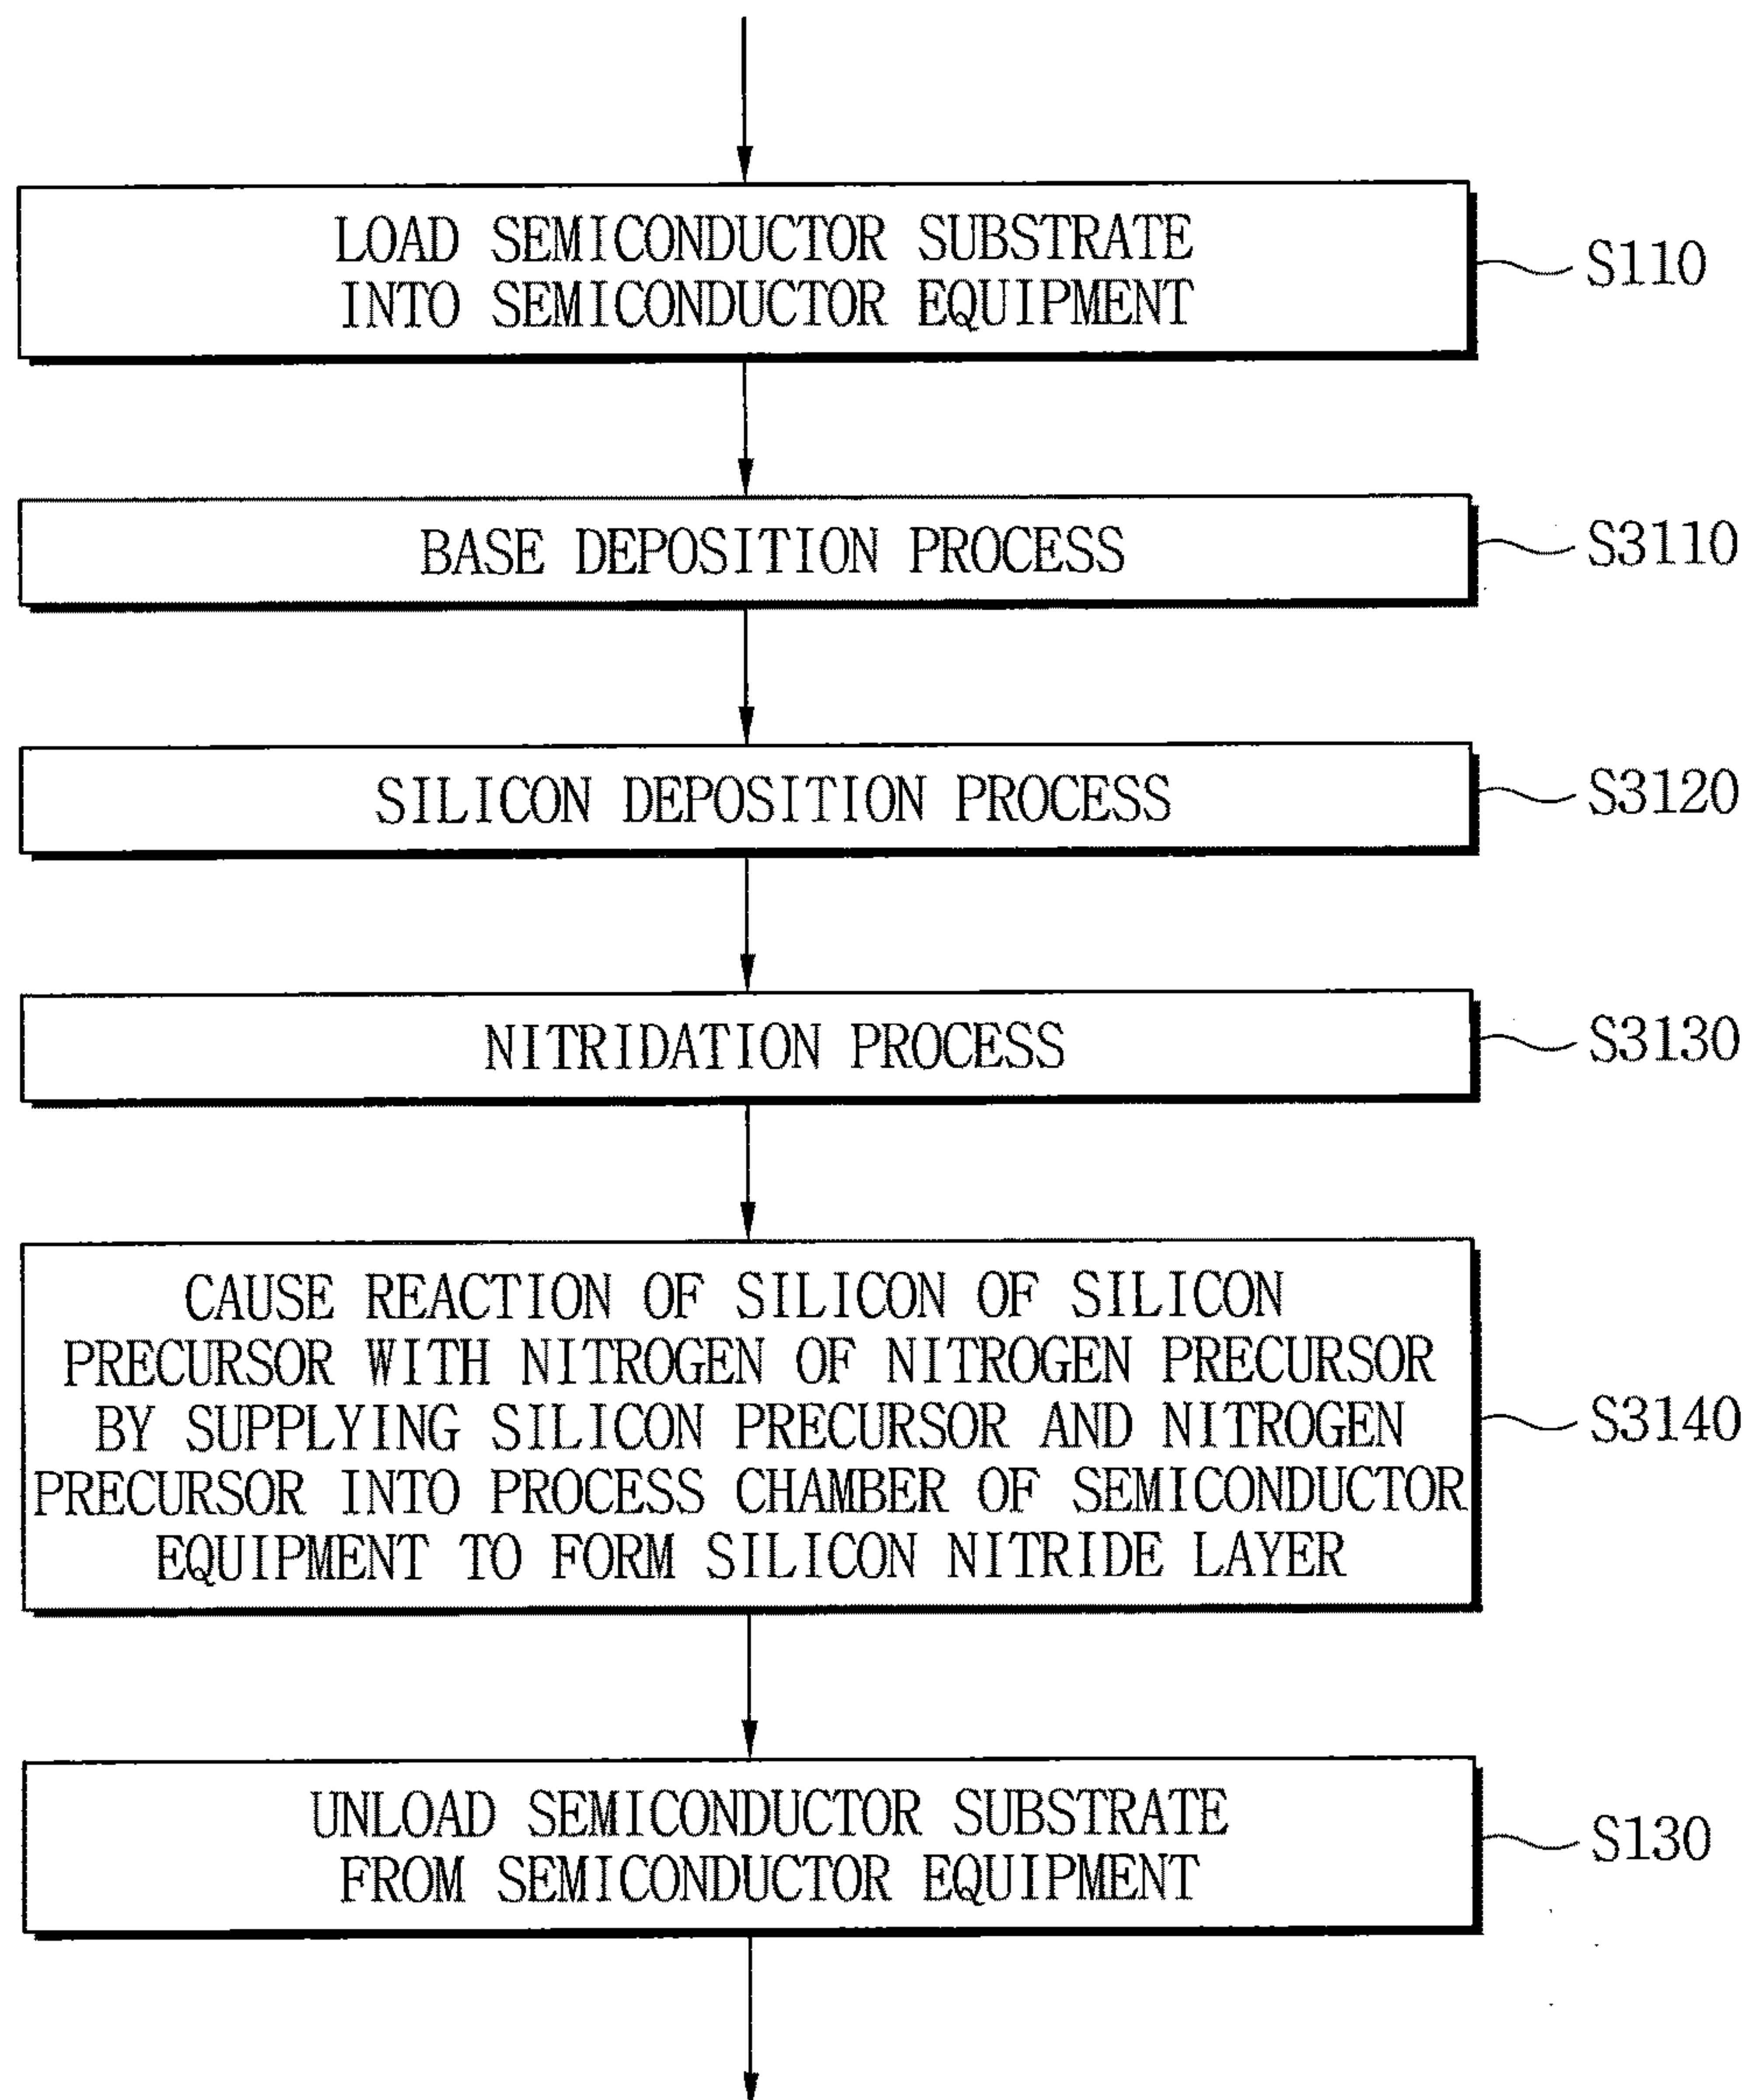 LOAD SEMICONDUCTOR SUBSTRATE
INTO SEMICONDUCTOR EQUIPMENT
S110
BASE DEPOSITION PROCESS
S3110
SILICON DEPOSITION PROCESS
S3120
NITRIDATION PROCESS
S3130
CAUSE REACTION OF SILICON OF SILICON
PRECURSOR WITH NITROGEN OF NITROGEN PRECURSOR
BY SUPPLYING SILICON PRECURSOR AND NITROGEN
PRECURSOR INTO PROCESS CHAMBER OF SEMICONDUCTOR
EQUIPMENT TO FORM SILICON NITRIDE LAYER
S3140
UNLOAD SEMICONDUCTOR SUBSTRATE
FROM SEMICONDUCTOR EQUIPMENT
S130